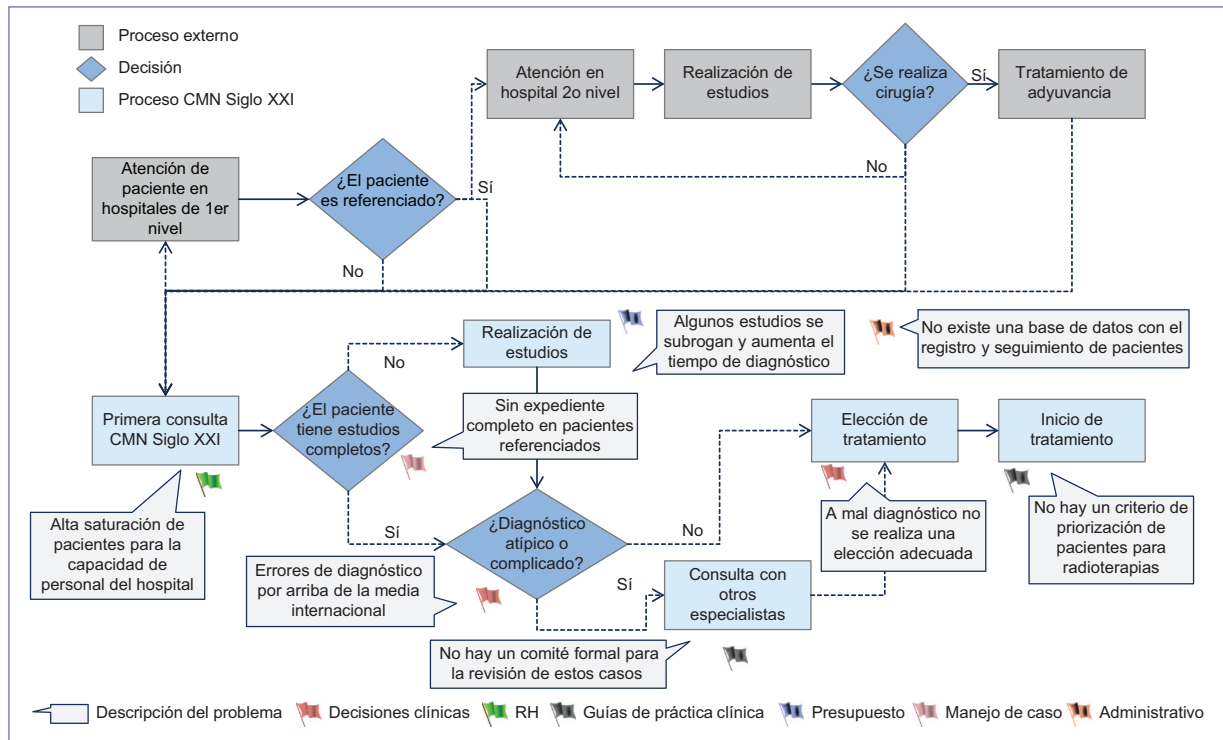 Proceso externo
Decisión
Proceso CMN Siglo XXI
Atención en
hospital 2o nivel
Realización de
estudios
¿Se realiza
cirugía?
Sí
Tratamiento de
adyuvancia
No
Atención de
paciente en
hospitales de 1er
nivel
¿El paciente
es referenciado?
Sí
No
Realización de
estudios
Algunos estudios se
subrogan y aumenta el
tiempo de diagnóstico
No existe una base de datos con el
registro y seguimiento de pacientes
No
Primera consulta
CMN Siglo XXI
¿El paciente
tiene estudios
completos?
Sin expediente
completo en pacientes
referenciados
Elección de
tratamiento
Inicio de
tratamiento
No
Sí
Alta saturación de
pacientes para la
capacidad de
personal del hospital
¿Diagnóstico
atípico o
complicado?
A mal diagnóstico no
se realiza una
elección adecuada
No hay un criterio de
priorización de
pacientes para
radioterapias
Errores de diagnóstico
por arriba de la media
internacional
Sí
Consulta con
otros
especialistas
No hay un comité formal para
la revisión de estos casos
Descripción del problema
Decisiones clínicas
RH
Guías de práctica clínica
Presupuesto
Manejo de caso
Administrativo